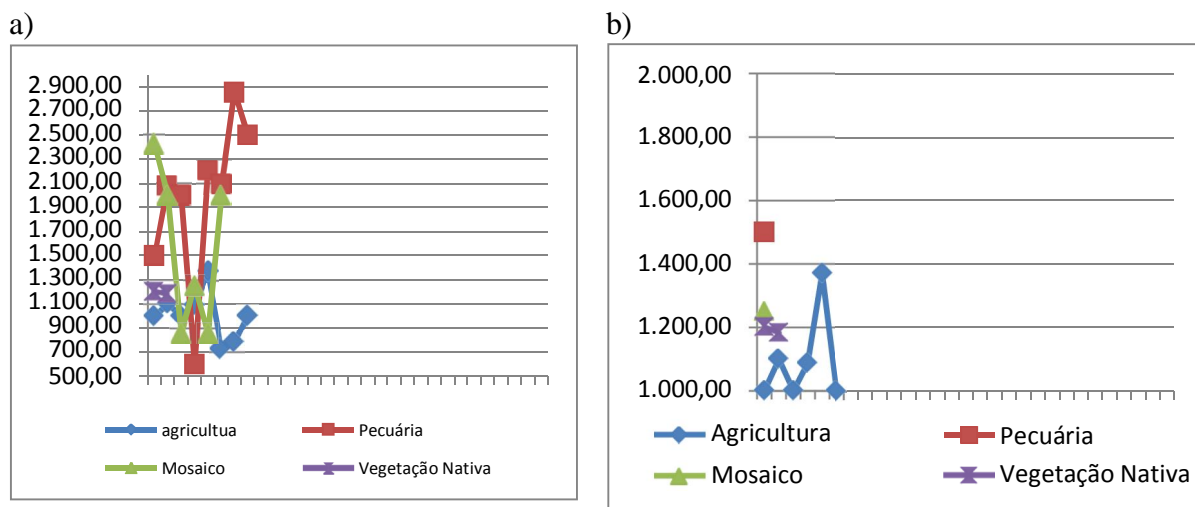 a)
2.900,00
2.700,00
2.500,00
2.300,00
2.100,00
1.900,00
1.700,00
1.500,00
1.300,00
1.100,00
900,00
700,00
500,00
agricultua
Pecuária
Mosaico
Vegetação Nativa
b)
2.000,00
1.800,00
1.600,00
1.400,00
1.200,00
1.000,00
Agricultura
Pecuária
Mosaico
Vegetação Nativa